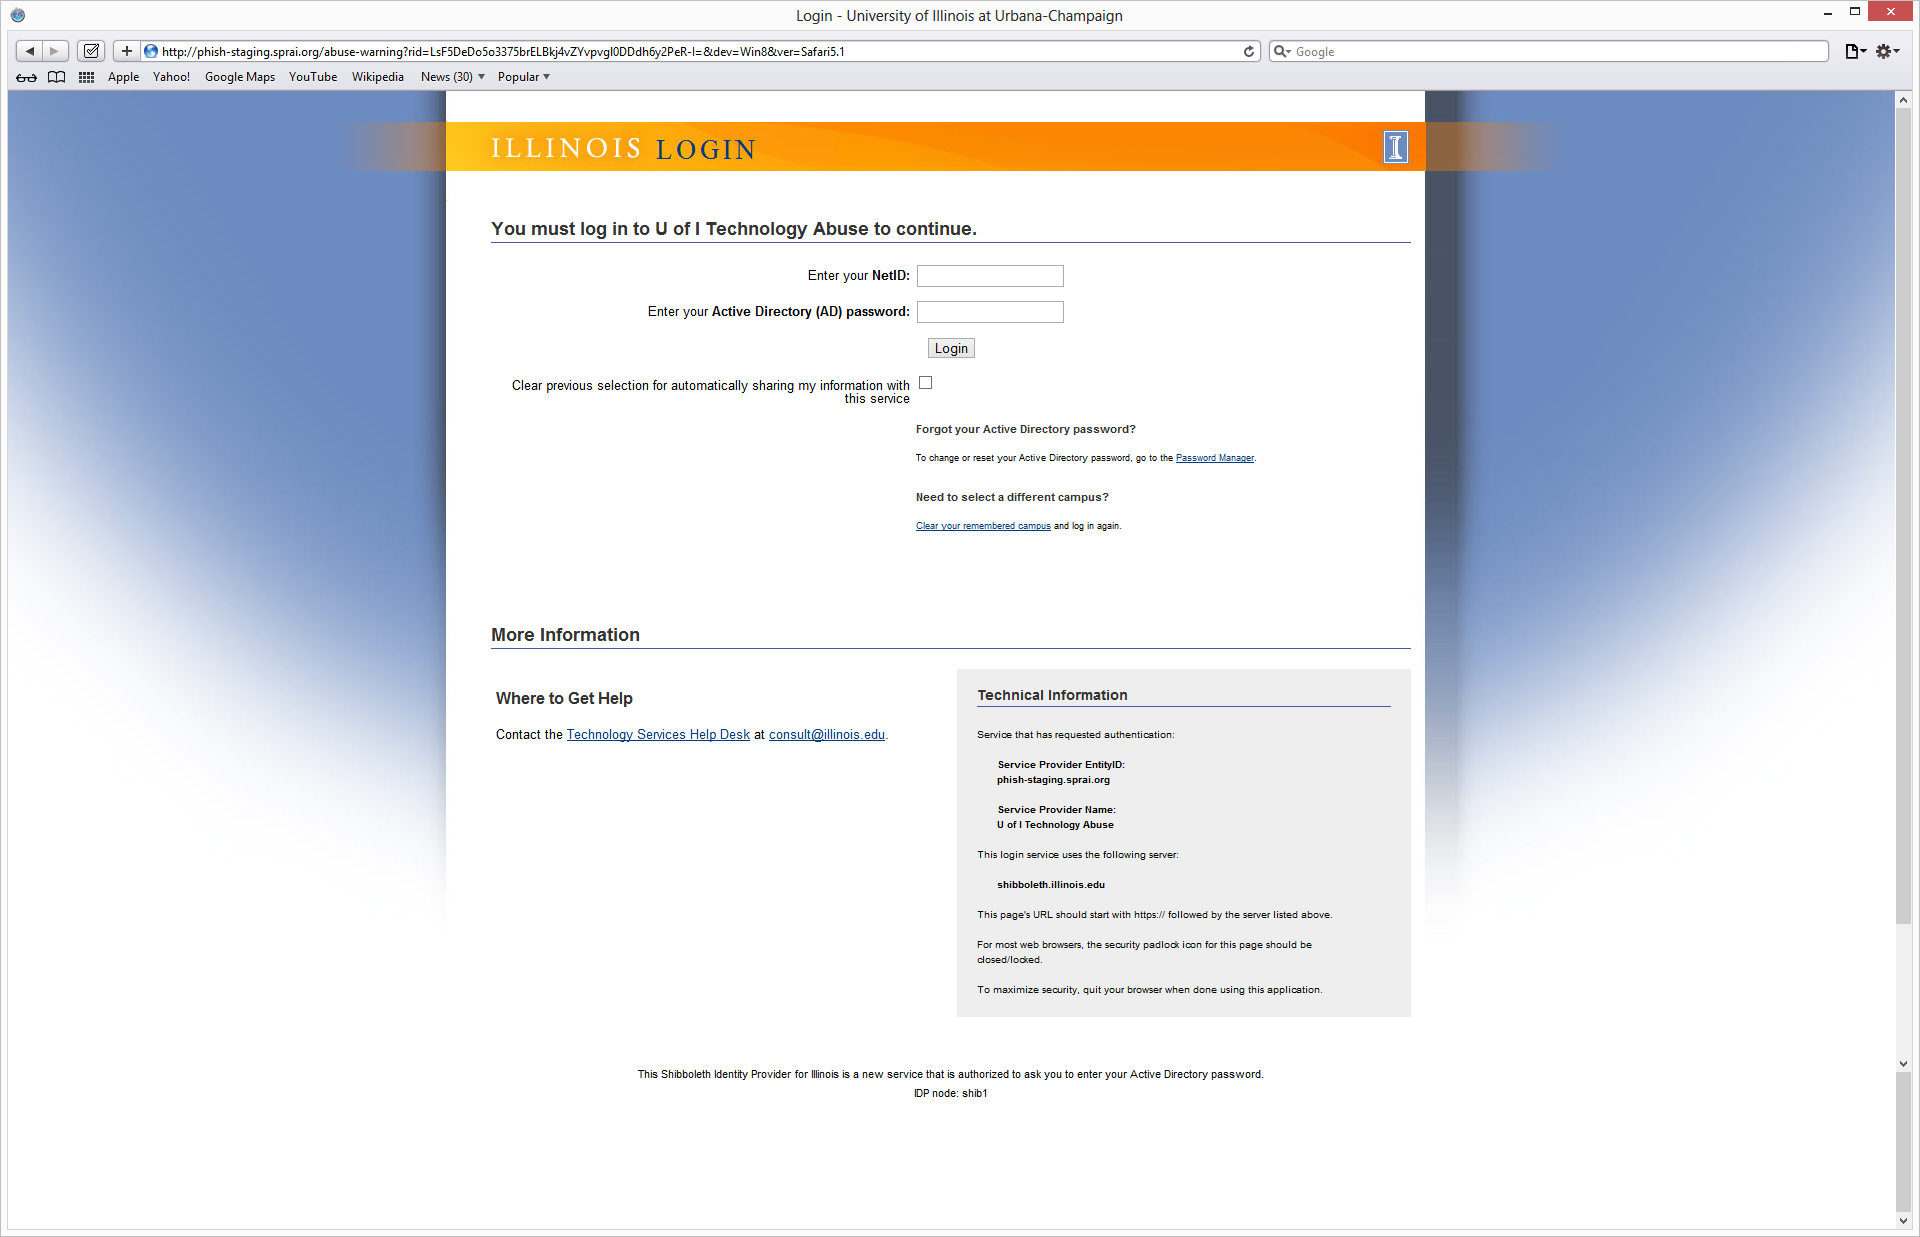 Login - University of Illinois at Urbana-Champaign
http://phish-staging.sprai.org/abuse-warning?rid=LsF5DeDo5o3375brELBkj4vZYvpvgI0DDdh6y2PeR-I=&dev=Win8&ver=Safari5.1
Google
Apple Yahoo! Google Maps YouTube Wikipedia News (30) Popular
ILLINOIS LOGIN
You must log in to U of I Technology Abuse to continue.
Enter your NetID:
Enter your Active Directory (AD) password:
Login
Clear previous selection for automatically sharing my information with
this service
Forgot your Active Directory password?
To change or reset your Active Directory password, go to the Password Manager.
Need to select a different campus?
Clear your remembered campus and log in again.
More Information
Where to Get Help
Contact the Technology Services Help Desk at consult@illinois.edu.
Technical Information
Service that has requested authentication:
Service Provider EntityID:
phish-staging.sprai.org
Service Provider Name:
U of I Technology Abuse
This login service uses the following server:
shibboleth.illinois.edu
This page's URL should start with https:// followed by the server listed above.
For most web browsers, the security padlock icon for this page should be
closed/locked.
To maximize security, quit your browser when done using this application.
This Shibboleth Identity Provider for Illinois is a new service that is authorized to ask you to enter your Active Directory password.
IDP node: shib1